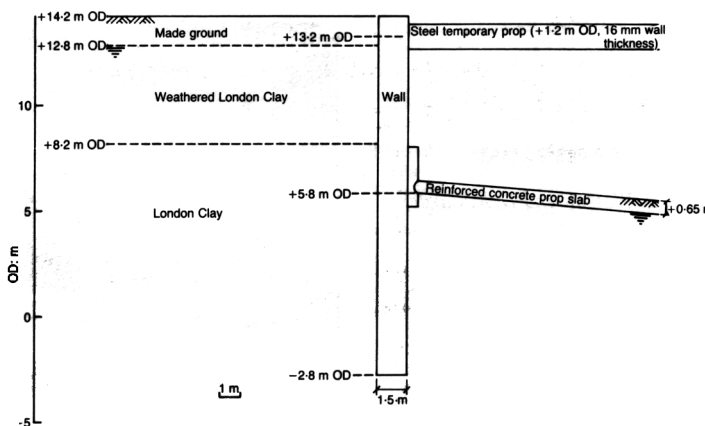 +14·2 m OD
Made ground
+13·2 m OD
Steel temporary prop (+1·2 m OD, 16 mm wall
thickness)
+12·8 m OD
10
Weathered London Clay
Wall
+8·2 m OD
+5·8 m OD
Reinforced concrete prop slab
5
London Clay
+0·65 m
OD: m
0
−2·8 m OD
1 m
1·5·m
-5